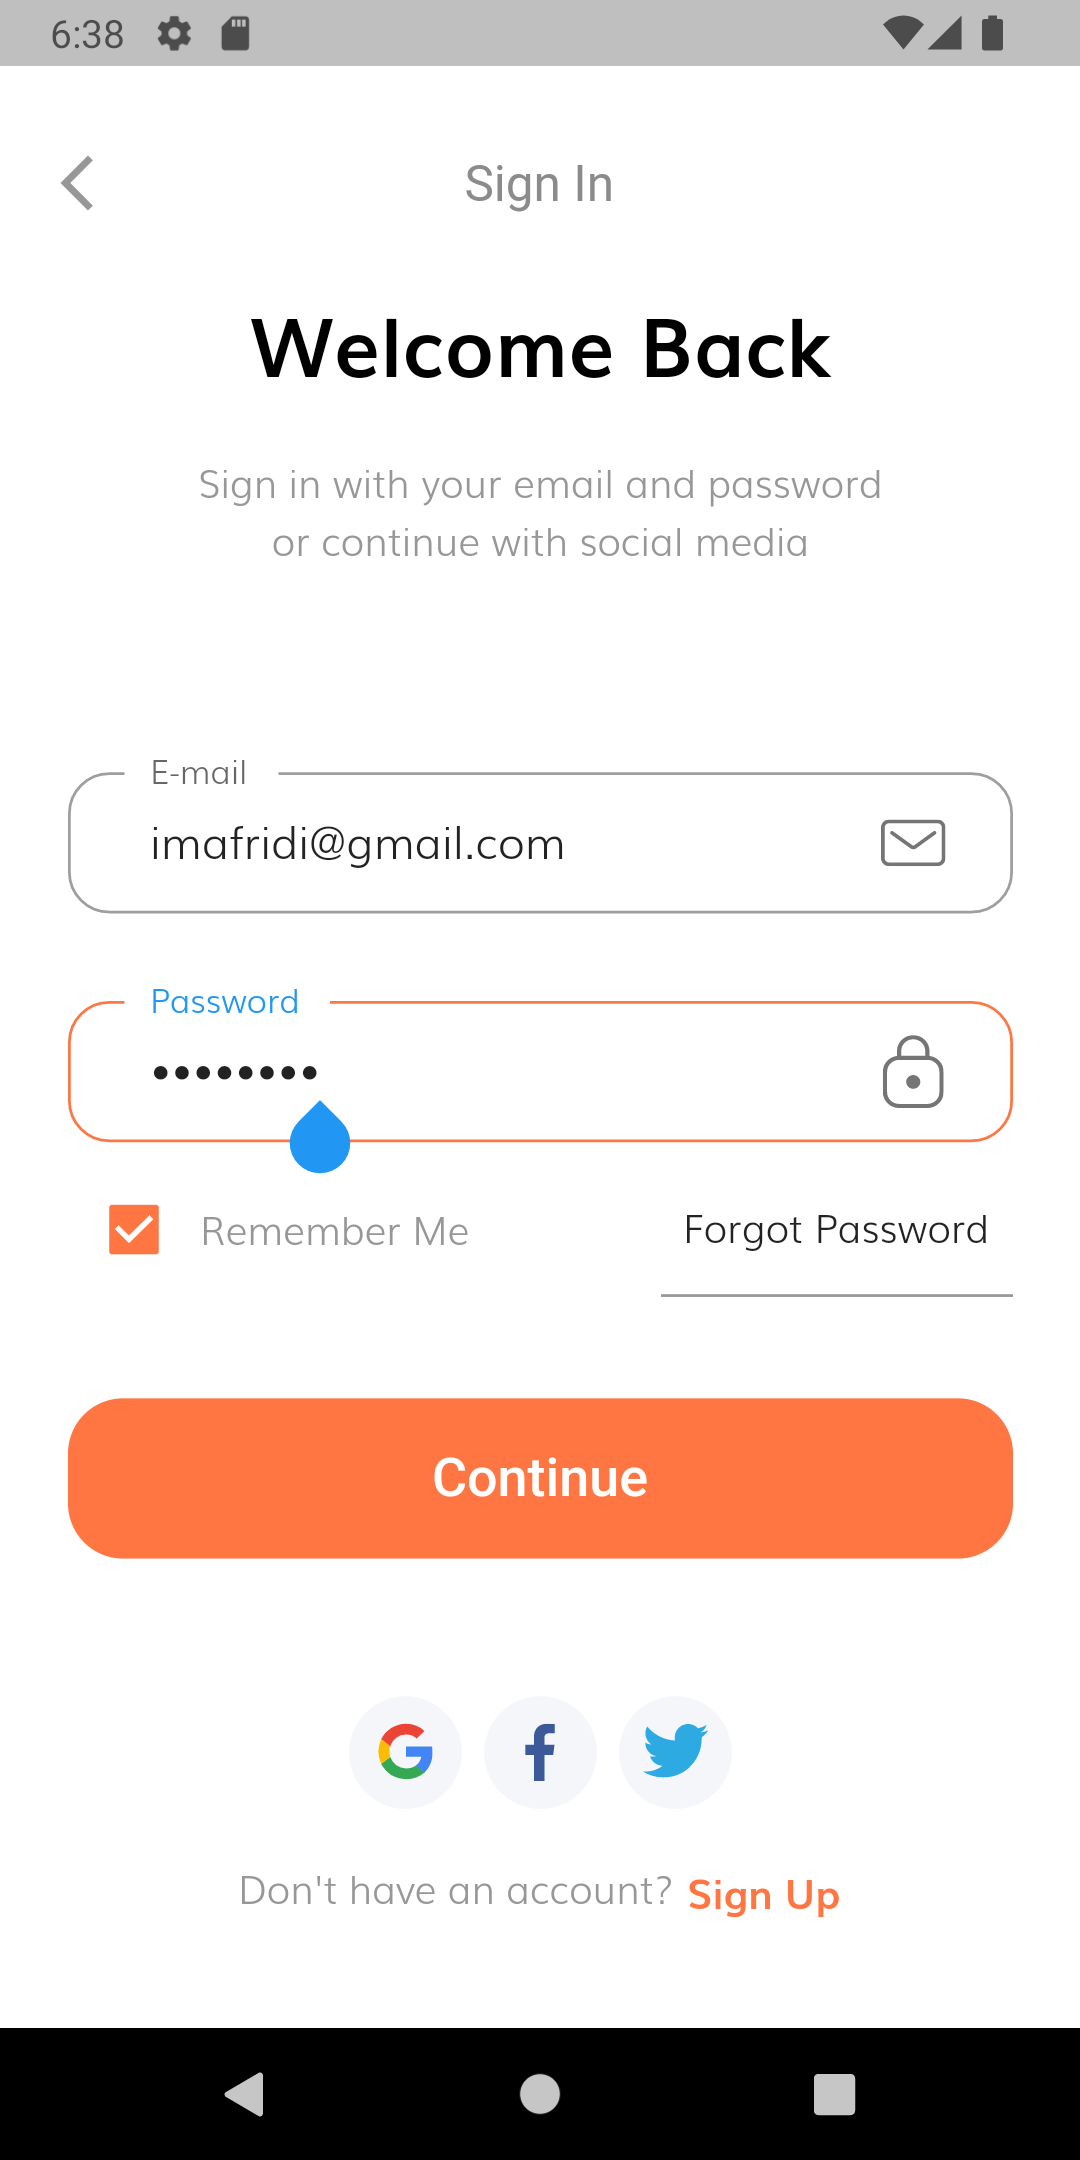 6:38
Sign In
Welcome Back
Sign in with your email and password
or continue with social media
E-mail
imafridi@gmail.com
Password
••••••••
Remember Me
Forgot Password
Continue
Don't have an account? Sign Up